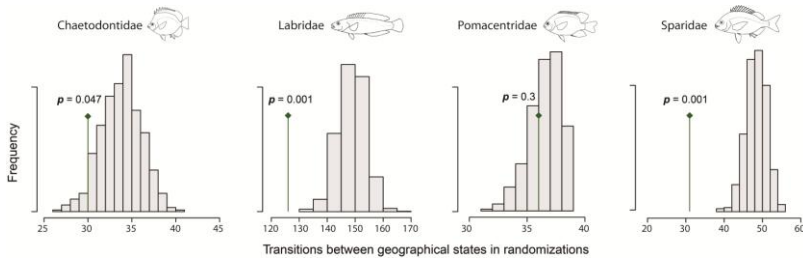 Chaetodontidae
Labridae
Pomacentridae
Sparidae
Frequency
p = 0.047
p = 0.001
p = 0.3
p = 0.001
25 30 35 40 45
120 130 140 150 160 170
30 35 40
20 30 40 50 60
Transitions between geographical states in randomizations